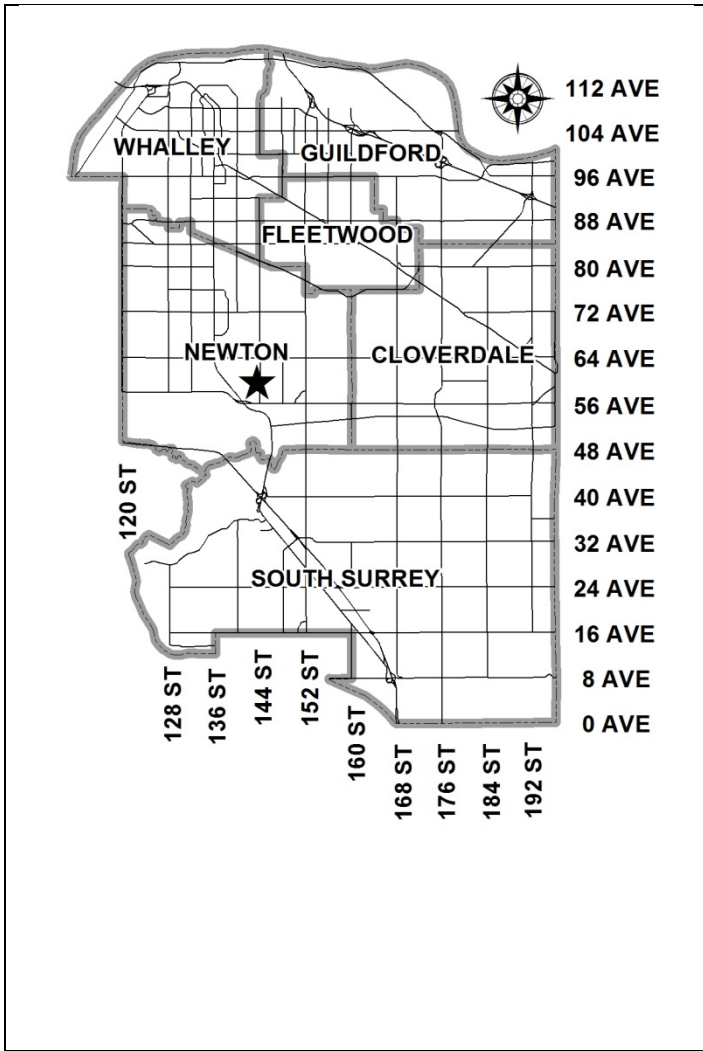 112 AVE
104 AVE
WHALLEY
GUILDFORD
96 AVE
88 AVE
FLEETWOOD
80 AVE
72 AVE
NEWTON
CLOVERDALE
64 AVE
56 AVE
48 AVE
120 ST
40 AVE
32 AVE
SOUTH SURREY
24 AVE
16 AVE
128 ST
136 ST
144 ST
152 ST
160 ST
8 AVE
0 AVE
168 ST
176 ST
184 ST
192 ST